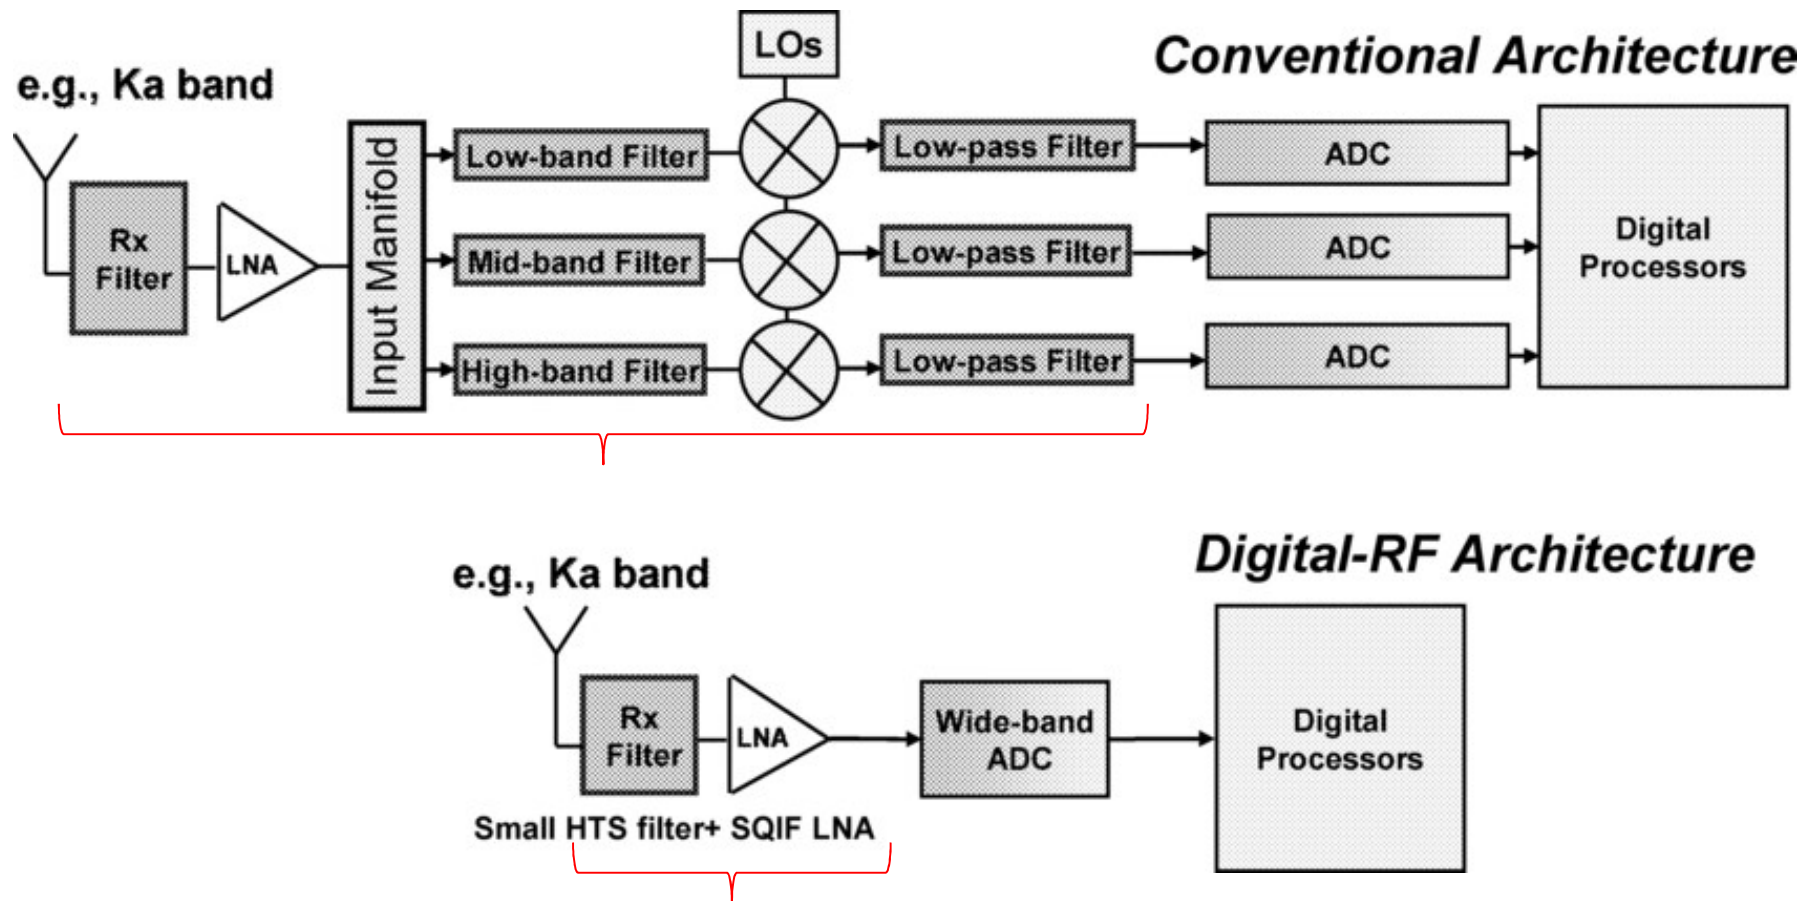 LOs
Conventional Architecture
e.g., Ka band
Rx
Filter
LNA
Input Manifold
Low-band Filter
Low-pass Filter
ADC
Mid-band Filter
Low-pass Filter
ADC
High-band Filter
Low-pass Filter
ADC
Digital
Processors
Digital-RF Architecture
e.g., Ka band
Rx
Filter
LNA
Wide-band
ADC
Digital
Processors
Small HTS filter+ SQIF LNA